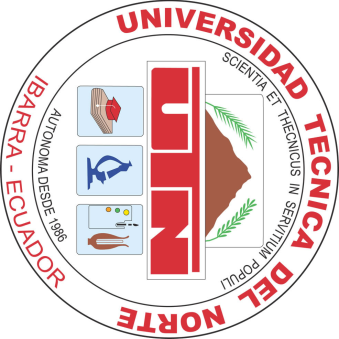 UNIVERSIDAD TECNICA DEL NORTE
SCIENTIA ET THECNICUS IN SERVITIUM POPULI
UTN
AUTONOMA DESDE 1986
IBARRA - ECUADOR